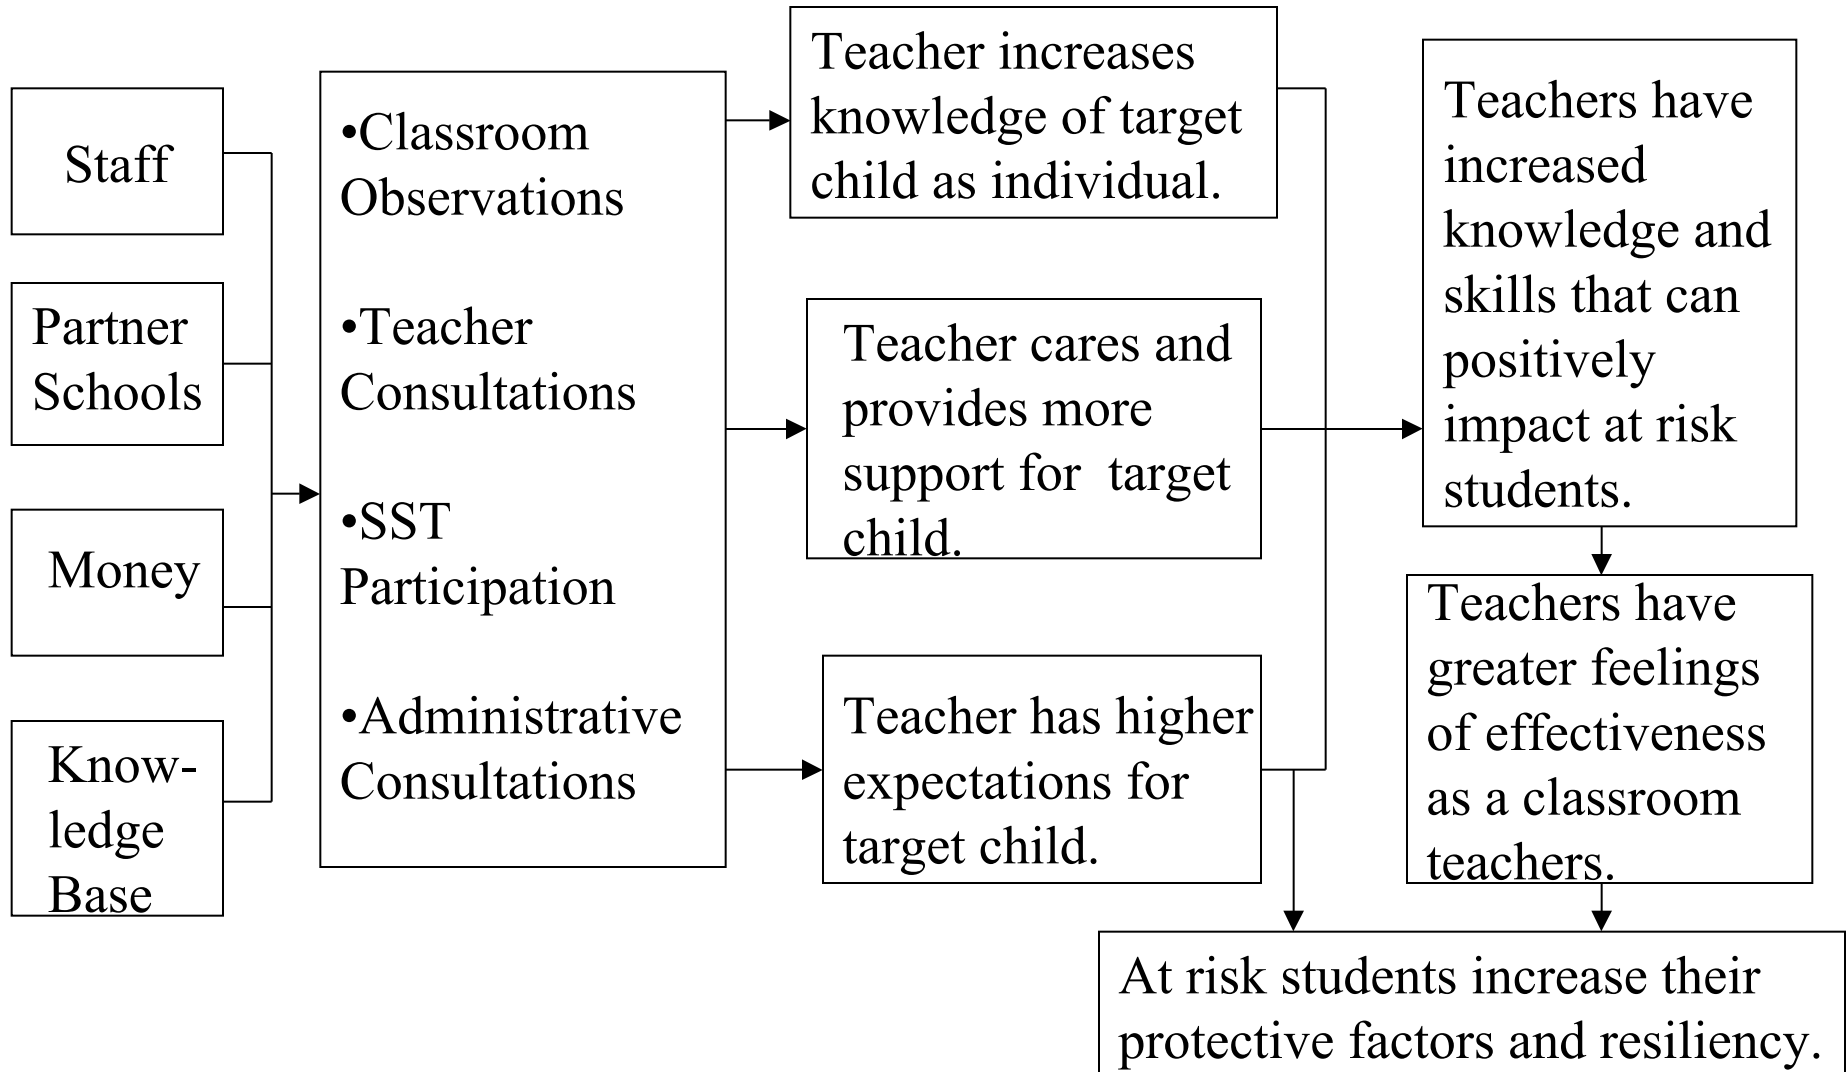 Staff
Partner
Schools
Money
Know-
ledge
Base
•Classroom
Observations
•Teacher
Consultations
•SST
Participation
•Administrative
Consultations
Teacher increases
knowledge of target
child as individual.
Teacher cares and
provides more
support for  target
child.
Teacher has higher
expectations for
target child.
Teachers have
increased
knowledge and
skills that can
positively
impact at risk
students.
Teachers have
greater feelings
of effectiveness
as a classroom
teachers.
At risk students increase their
protective factors and resiliency.